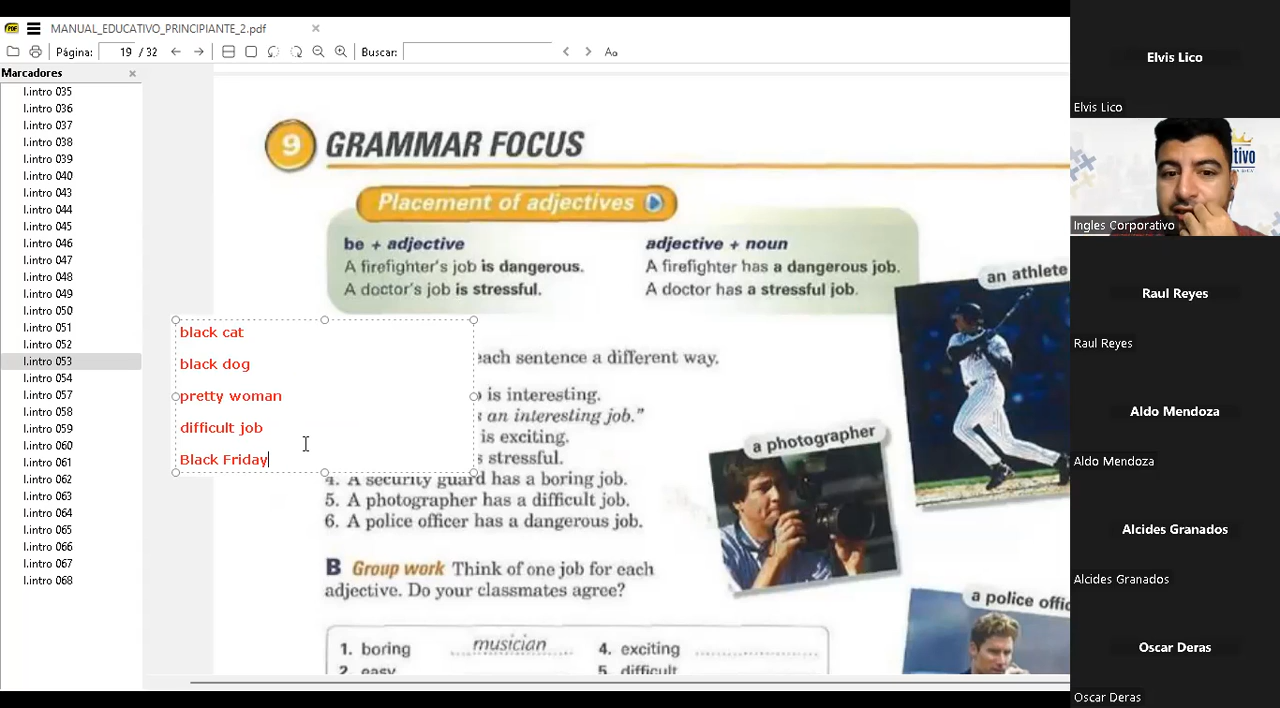 MANUAL_EDUCATIVO_PRINCIPIANTE_2.pdf
Página: 19 / 32
Buscar:
Marcadores
I.intro 035
I.intro 036
I.intro 037
I.intro 038
I.intro 039
I.intro 040
I.intro 043
I.intro 044
I.intro 045
I.intro 046
I.intro 047
I.intro 048
I.intro 049
I.intro 050
I.intro 051
I.intro 052
I.intro 053
I.intro 054
I.intro 057
I.intro 058
I.intro 059
I.intro 060
I.intro 061
I.intro 062
I.intro 063
I.intro 064
I.intro 065
I.intro 066
I.intro 067
I.intro 068
9 GRAMMAR FOCUS
Placement of adjectives
be + adjective
A firefighter's job is dangerous.
A doctor's job is stressful.
adjective + noun
A firefighter has a dangerous job.
A doctor has a stressful job.
black cat
black dog
pretty woman
difficult job
Black Friday
each sentence a different way.
is interesting.
an interesting job."
is exciting.
stressful.
4. A security guard has a boring job.
5. A photographer has a difficult job.
6. A police officer has a dangerous job.
B Group work Think of one job for each
adjective. Do your classmates agree?
1. boring musician
2. easy
4. exciting
5. difficult
an athlete
a photographer
a police offic
Elvis Lico
Elvis Lico
Ingles Corporativo
Raul Reyes
Raul Reyes
Aldo Mendoza
Aldo Mendoza
Alcides Granados
Alcides Granados
Oscar Deras
Oscar Deras